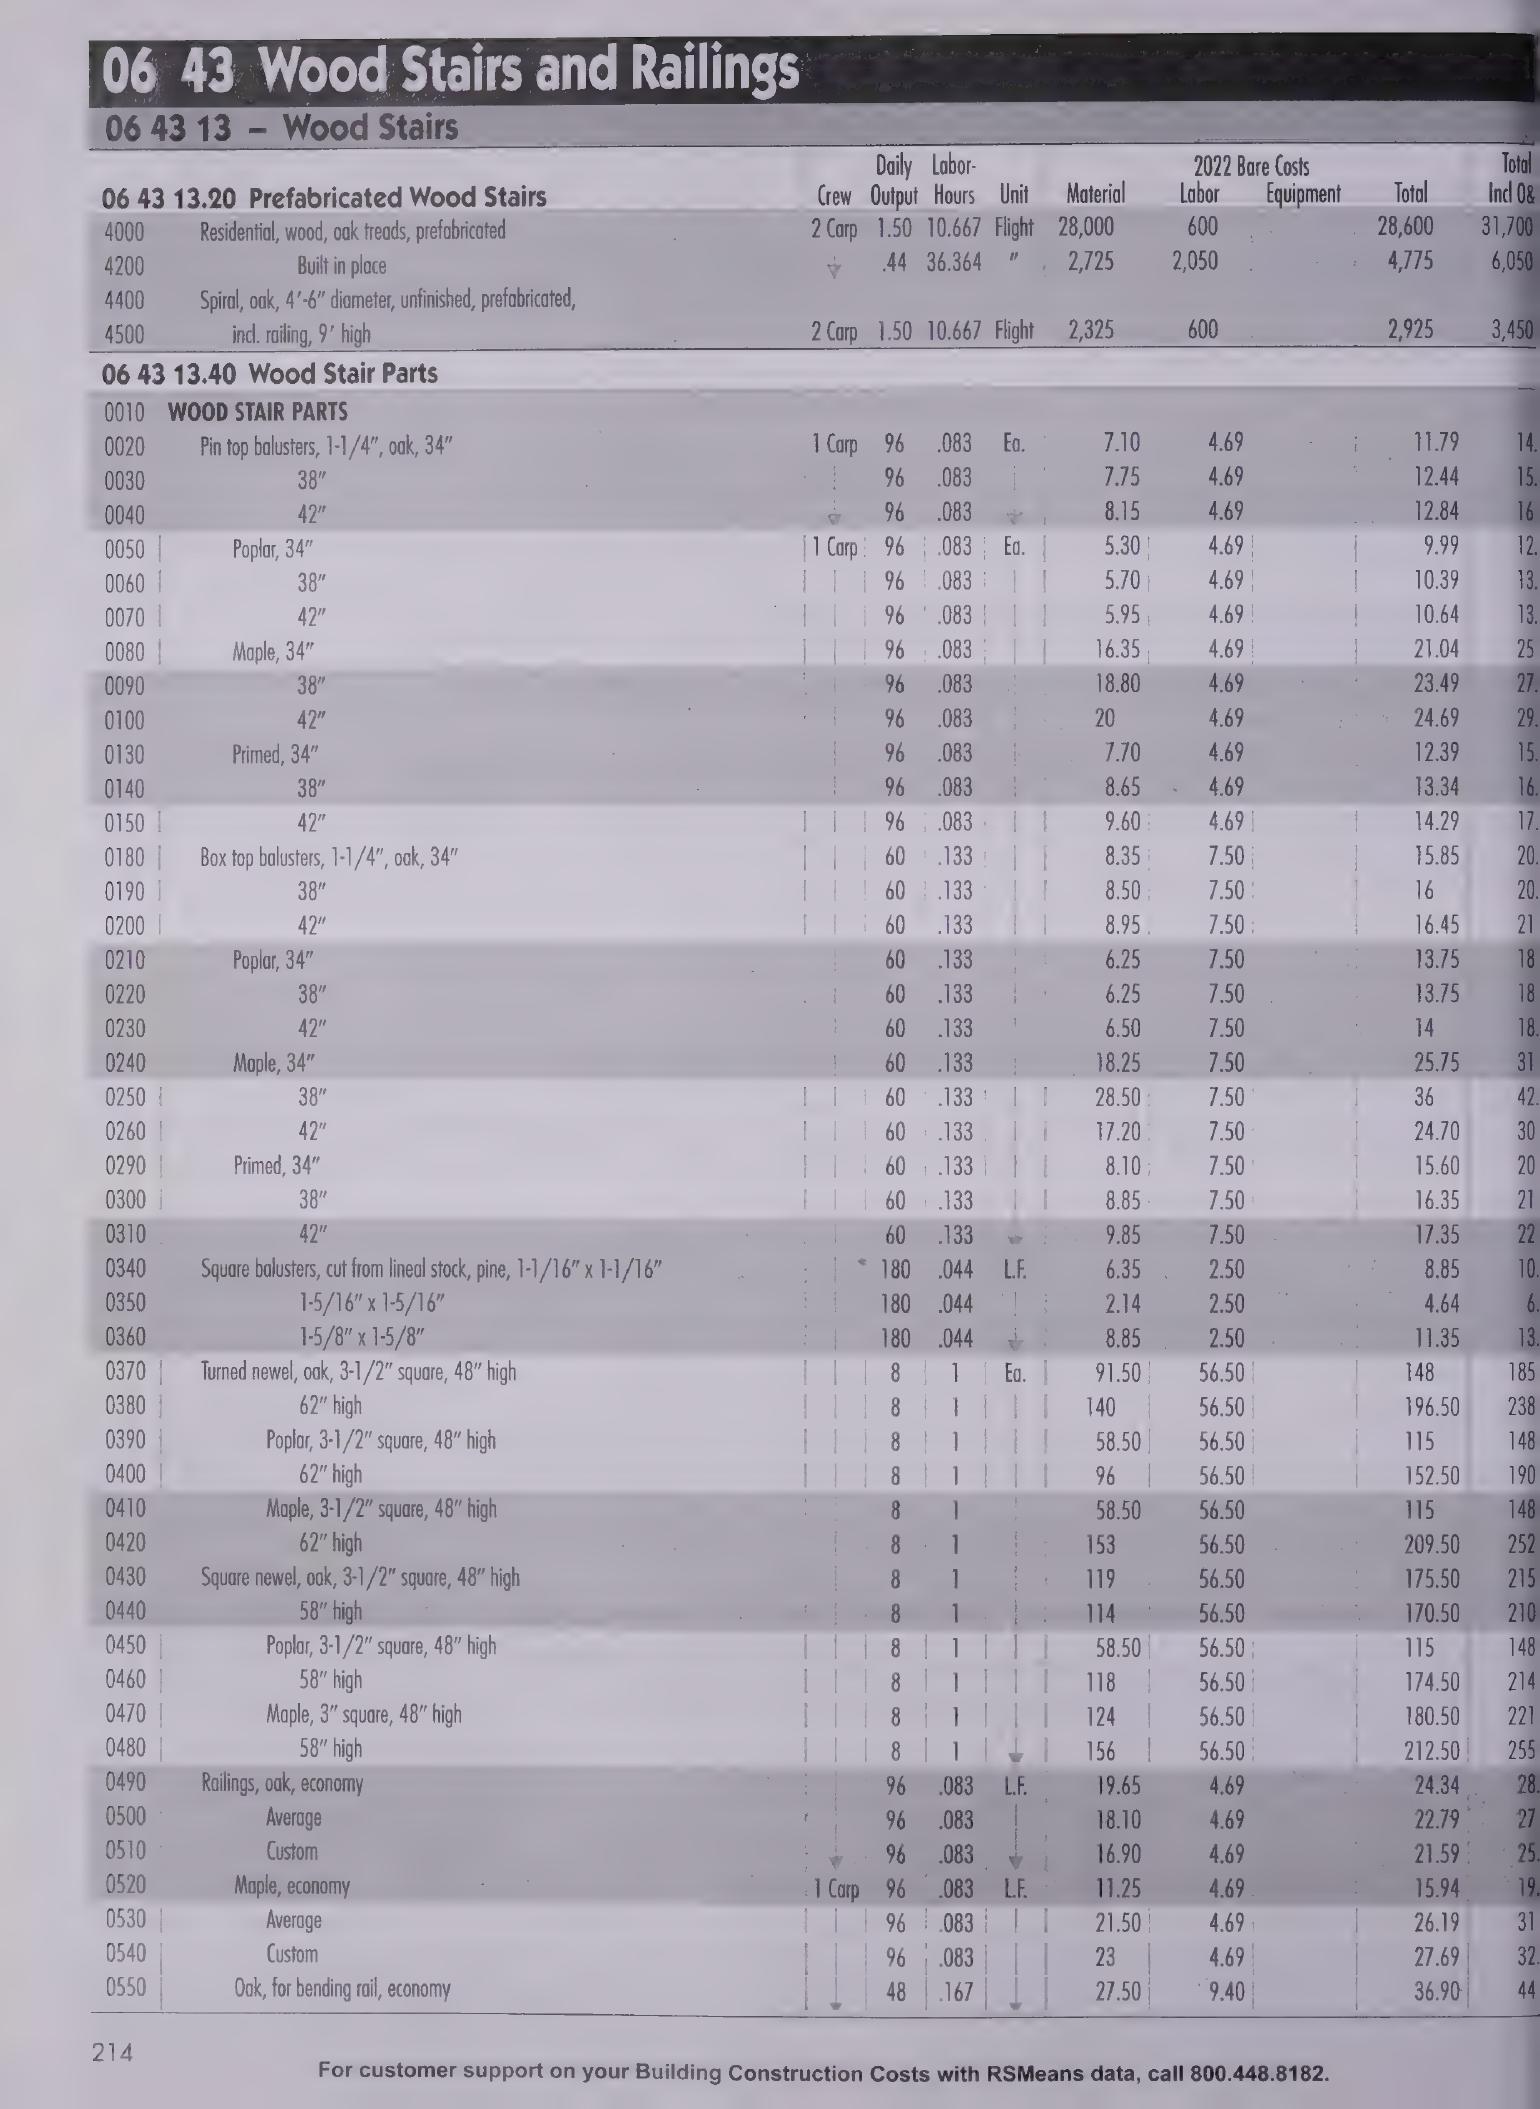 06 43 Wood Stairs and Railings
06 43 13 – Wood Stairs
Daily Labor- 2022 Bare Costs Total
06 43 13.20 Prefabricated Wood Stairs Crew Output Hours Unit Material Labor Equipment Total Incl O&
4000 Residential, wood, oak treads, prefabricated 2 Carp 1.50 10.667 Flight 28,000 600 28,600 31,700
4200 Built in place .44 36.364 " 2,725 2,050 4,775 6,050
4400 Spiral, oak, 4'-6" diameter, unfinished, prefabricated,
4500 incl. railing, 9' high 2 Carp 1.50 10.667 Flight 2,325 600 2,925 3,450
06 43 13.40 Wood Stair Parts
0010 WOOD STAIR PARTS
0020 Pin top balusters, 1-1/4", oak, 34" 1 Carp 96 .083 Ea. 7.10 4.69 11.79 14.
0030 38" 96 .083 7.75 4.69 12.44 15.
0040 42" 96 .083 8.15 4.69 12.84 16
0050 Poplar, 34" 1 Carp 96 .083 Ea. 5.30 4.69 9.99 12.
0060 38" 96 .083 5.70 4.69 10.39 13.
0070 42" 96 .083 5.95 4.69 10.64 13.
0080 Maple, 34" 96 .083 16.35 4.69 21.04 25
0090 38" 96 .083 18.80 4.69 23.49 27.
0100 42" 96 .083 20 4.69 24.69 29.
0130 Primed, 34" 96 .083 7.70 4.69 12.39 15.
0140 38" 96 .083 8.65 4.69 13.34 16.
0150 42" 96 .083 9.60 4.69 14.29 17.
0180 Box top balusters, 1-1/4", oak, 34" 60 .133 8.35 7.50 15.85 20.
0190 38" 60 .133 8.50 7.50 16 20.
0200 42" 60 .133 8.95 7.50 16.45 21
0210 Poplar, 34" 60 .133 6.25 7.50 13.75 18
0220 38" 60 .133 6.25 7.50 13.75 18
0230 42" 60 .133 6.50 7.50 14 18.
0240 Maple, 34" 60 .133 18.25 7.50 25.75 31
0250 38" 60 .133 28.50 7.50 36 42.
0260 42" 60 .133 17.20 7.50 24.70 30
0290 Primed, 34" 60 .133 8.10 7.50 15.60 20
0300 38" 60 .133 8.85 7.50 16.35 21
0310 42" 60 .133 9.85 7.50 17.35 22
0340 Square balusters, cut from lineal stock, pine, 1-1/16" x 1-1/16" 180 .044 L.F. 6.35 2.50 8.85 10.
0350 1-5/16" x 1-5/16" 180 .044 2.14 2.50 4.64 6.
0360 1-5/8" x 1-5/8" 180 .044 8.85 2.50 11.35 13.
0370 Turned newel, oak, 3-1/2" square, 48" high 8 1 Ea. 91.50 56.50 148 185
0380 62" high 8 1 140 56.50 196.50 238
0390 Poplar, 3-1/2" square, 48" high 8 1 58.50 56.50 115 148
0400 62" high 8 1 96 56.50 152.50 190
0410 Maple, 3-1/2" square, 48" high 8 1 58.50 56.50 115 148
0420 62" high 8 1 153 56.50 209.50 252
0430 Square newel, oak, 3-1/2" square, 48" high 8 1 119 56.50 175.50 215
0440 58" high 8 1 114 56.50 170.50 210
0450 Poplar, 3-1/2" square, 48" high 8 1 58.50 56.50 115 148
0460 58" high 8 1 118 56.50 174.50 214
0470 Maple, 3" square, 48" high 8 1 124 56.50 180.50 221
0480 58" high 8 1 156 56.50 212.50 255
0490 Railings, oak, economy 96 .083 L.F. 19.65 4.69 24.34 28.
0500 Average 96 .083 18.10 4.69 22.79 27
0510 Custom 96 .083 16.90 4.69 21.59 25.
0520 Maple, economy 1 Carp 96 .083 L.F. 11.25 4.69 15.94 19.
0530 Average 96 .083 21.50 4.69 26.19 31
0540 Custom 96 .083 23 4.69 27.69 32.
0550 Oak, for bending rail, economy 48 .167 27.50 9.40 36.90 44
214
For customer support on your Building Construction Costs with RSMeans data, call 800.448.8182.